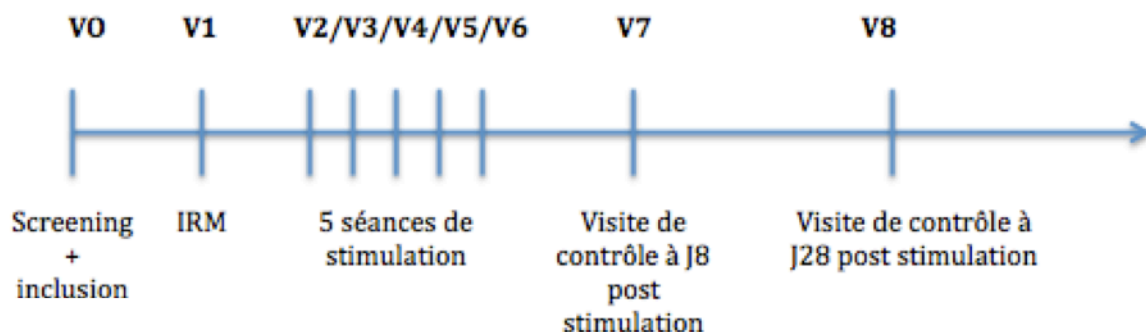 V0 V1 V2/V3/V4/V5/V6 V7 V8
Screening
+
inclusion
IRM
5 séances de
stimulation
Visite de
contrôle à J8
post
stimulation
Visite de contrôle à
J28 post stimulation